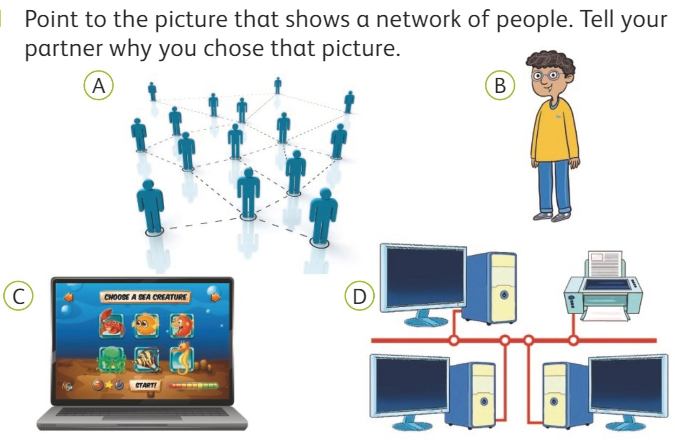 Point to the picture that shows a network of people. Tell your
partner why you chose that picture.
A
B
C
CHOOSE A SEA CREATURE
START!
D